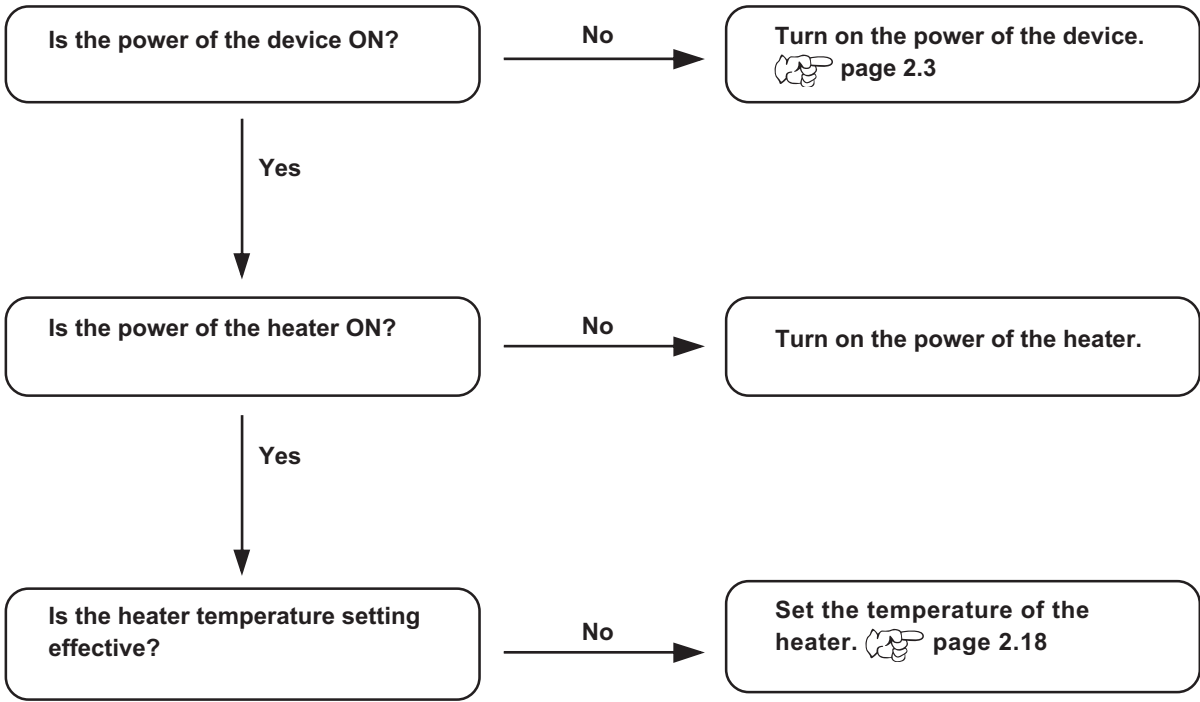 Is the power of the device ON?
No
Turn on the power of the device.
page 2.3
Yes
Is the power of the heater ON?
No
Turn on the power of the heater.
Yes
Is the heater temperature setting
effective?
No
Set the temperature of the
heater. page 2.18